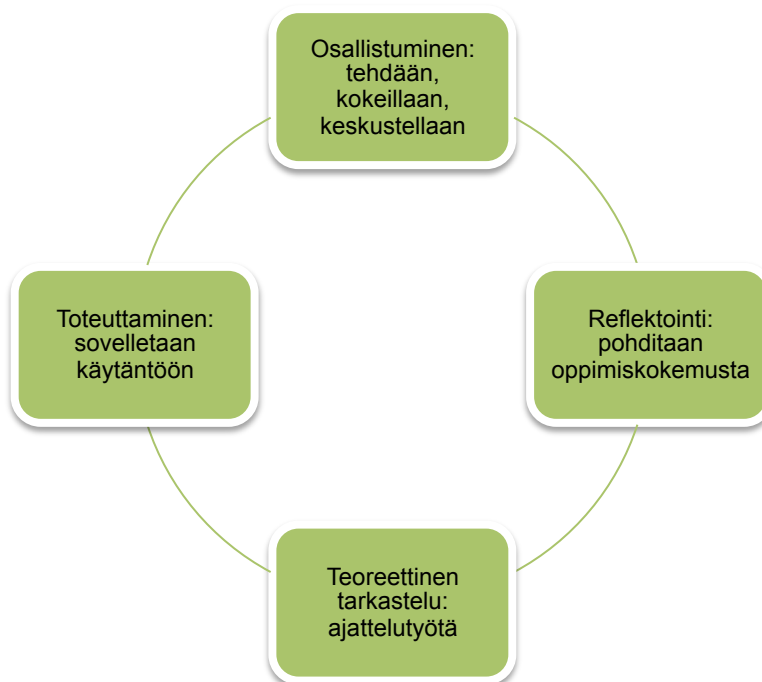 Osallistuminen:
tehdään,
kokeillaan,
keskustellaan
Toteuttaminen:
sovelletaan
käytäntöön
Reflektointi:
pohditaan
oppimiskokemusta
Teoreettinen
tarkastelu:
ajattelutyötä